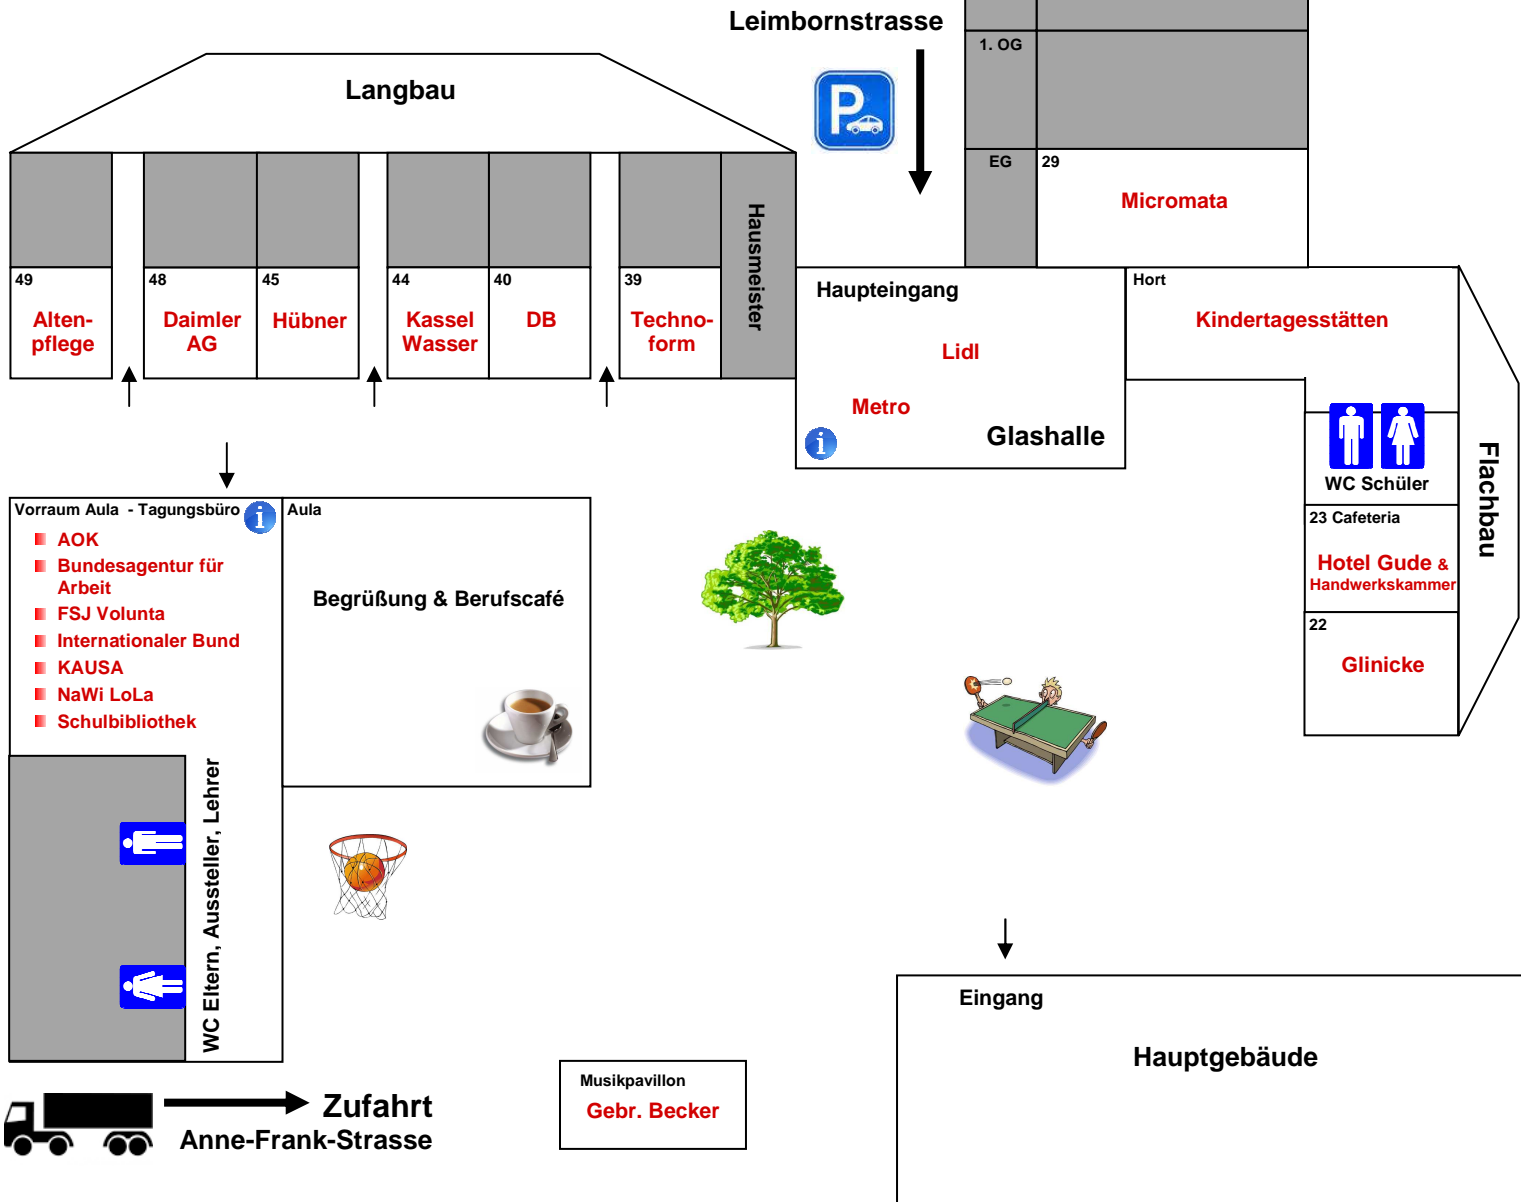 Leimbornstrasse
1. OG
Langbau
P
EG
29
Micromata
Hausmeister
49
Alten-
pflege
48
Daimler
AG
45
Hübner
44
Kassel
Wasser
40
DB
39
Techno-
form
Haupteingang
Lidl
Metro
Glashalle
i
Hort
Kindertagesstätten
WC Schüler
Flachbau
23 Cafeteria
Hotel Gude &
Handwerkskammer
22
Glinicke
Vorraum Aula - Tagungsbüro
i
AOK
Bundesagentur für
Arbeit
FSJ Volunta
Internationaler Bund
KAUSA
NaWi LoLa
Schulbibliothek
Aula
Begrüßung & Berufscafé
WC Eltern, Aussteller, Lehrer
Eingang
Hauptgebäude
Musikpavillon
Gebr. Becker
Zufahrt
Anne-Frank-Strasse